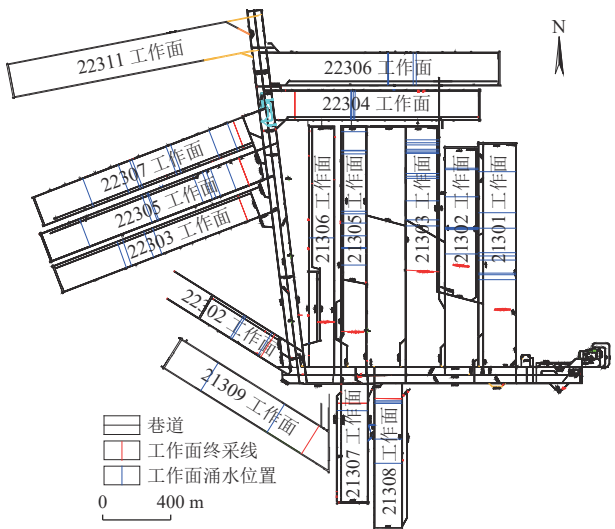 N
22311 工作面
22306 工作面
22304 工作面
22307 工作面
22305 工作面
22303 工作面
21306 工作面
21305 工作面
21303 工作面
21302 工作面
21301 工作面
22302 工作面
21309 工作面
21307 工作面
21308 工作面
巷道
工作面终采线
工作面涌水位置
0 400 m